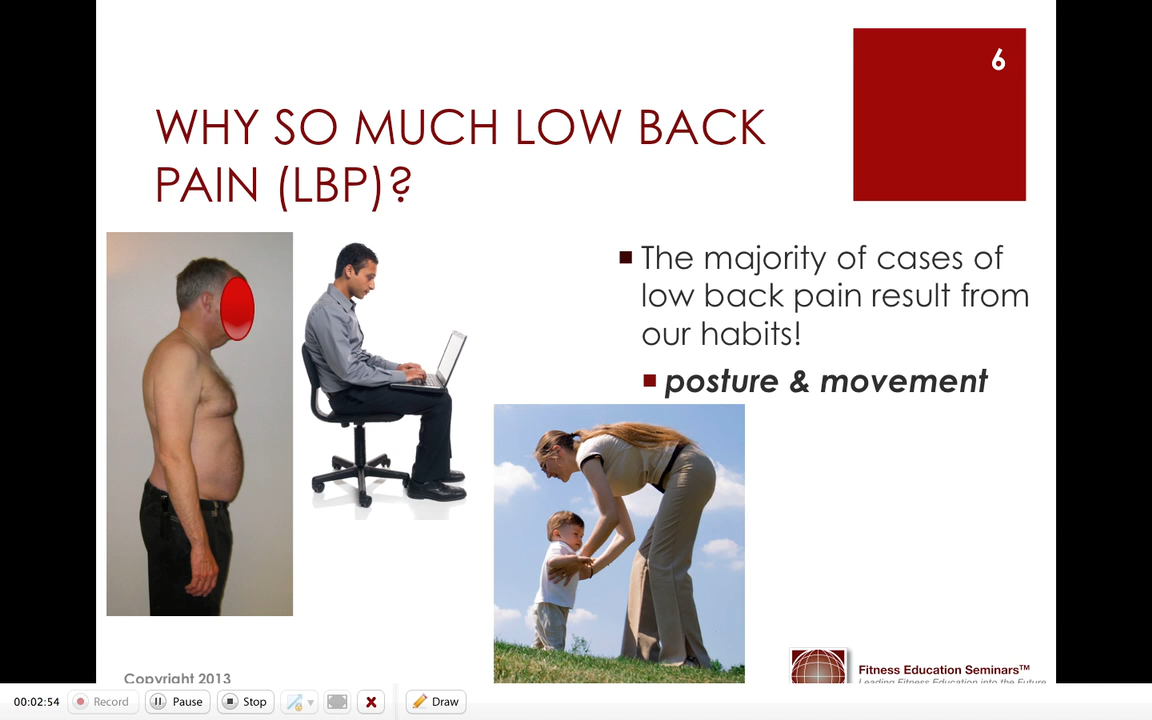 6
WHY SO MUCH LOW BACK
PAIN (LBP)?
The majority of cases of
low back pain result from
our habits!
posture & movement
Copyright 2013
Fitness Education Seminars™
Leading Fitness Education into the Future
00:02:54 Record Pause Stop Draw